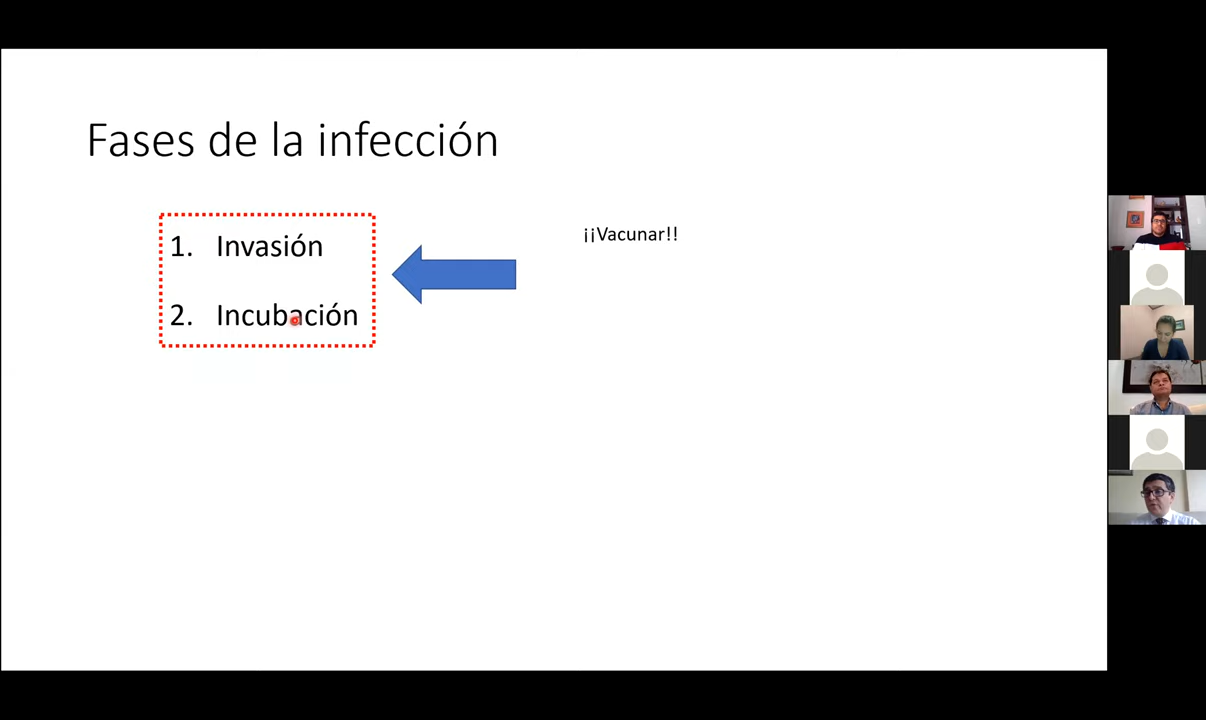 Fases de la infección
1. Invasión
¡¡Vacunar!!
2. Incubación